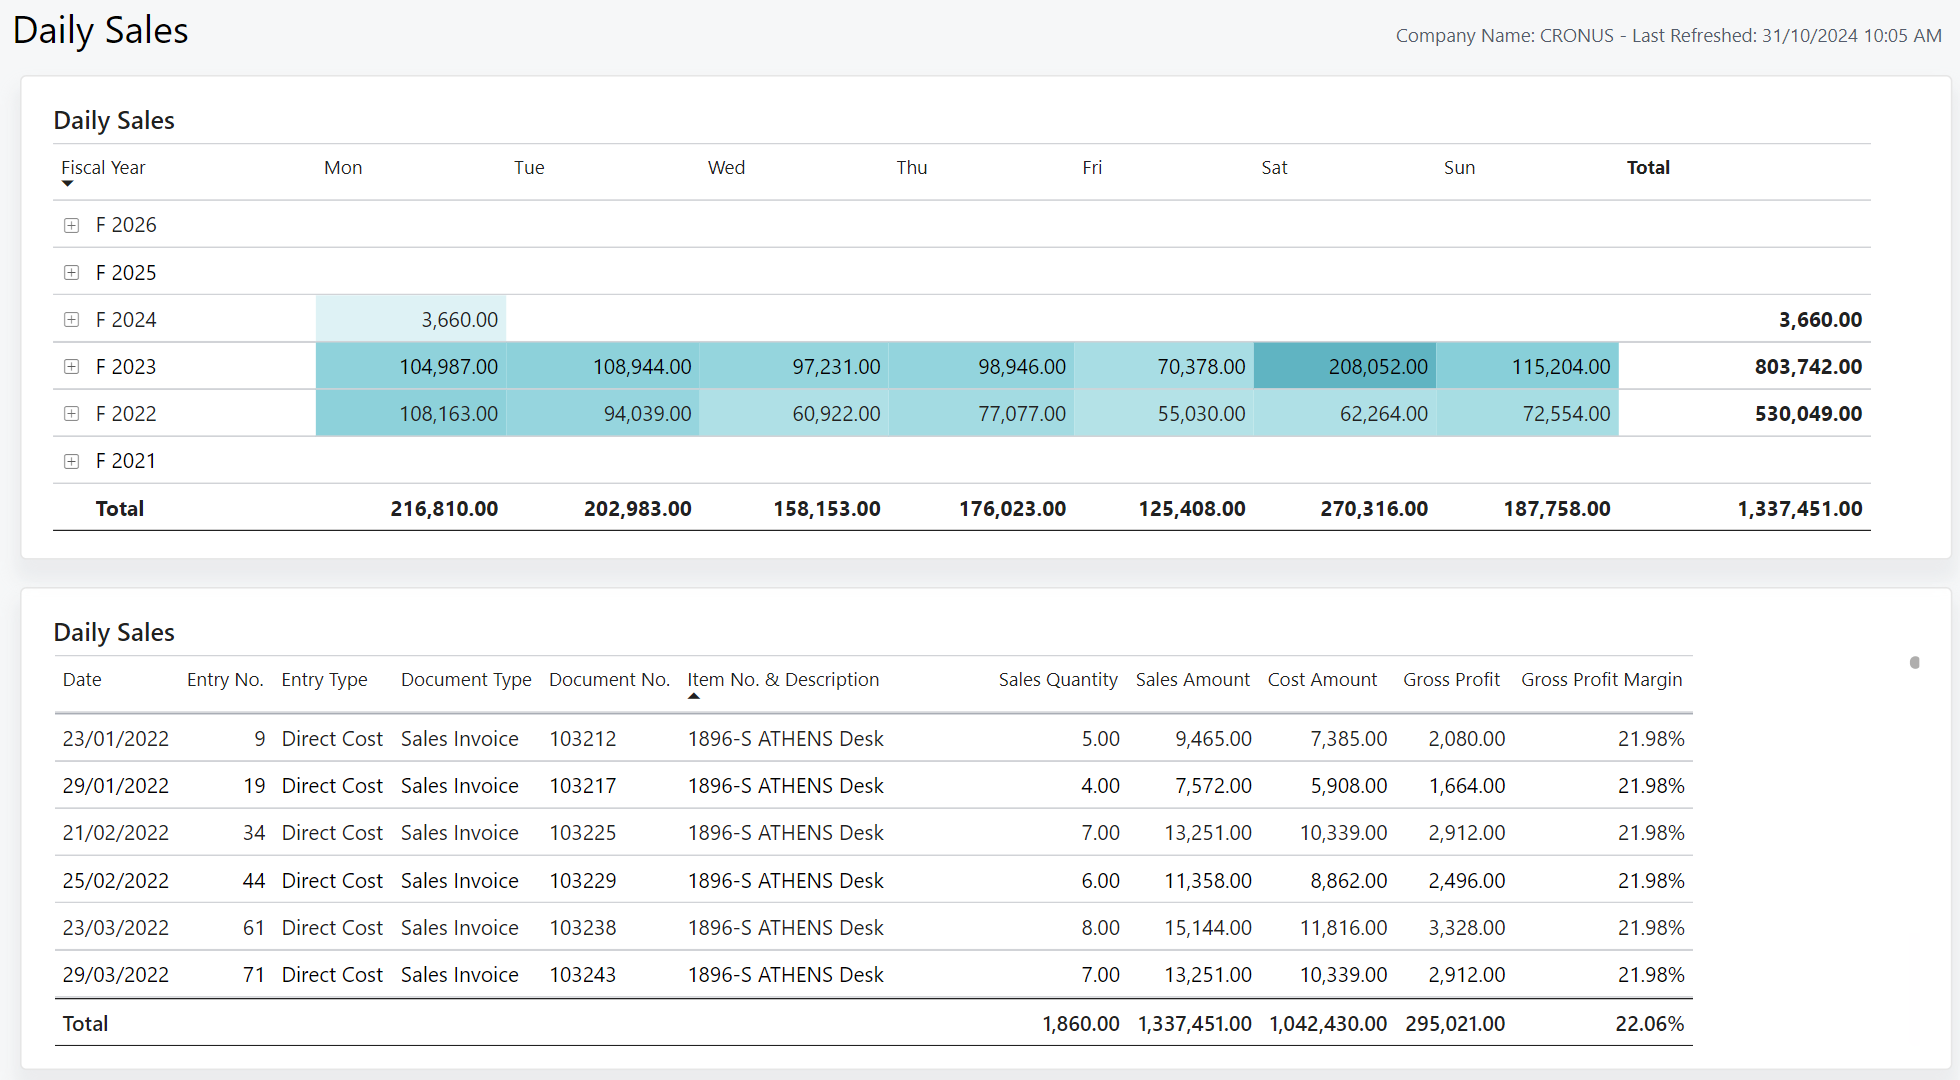 Daily Sales
Company Name: CRONUS - Last Refreshed: 31/10/2024 10:05 AM
Daily Sales
Fiscal Year Mon Tue Wed Thu Fri Sat Sun Total
F 2026
F 2025
F 2024 3,660.00 3,660.00
F 2023 104,987.00 108,944.00 97,231.00 98,946.00 70,378.00 208,052.00 115,204.00 803,742.00
F 2022 108,163.00 94,039.00 60,922.00 77,077.00 55,030.00 62,264.00 72,554.00 530,049.00
F 2021
Total 216,810.00 202,983.00 158,153.00 176,023.00 125,408.00 270,316.00 187,758.00 1,337,451.00
Daily Sales
Date Entry No. Entry Type Document Type Document No. Item No. & Description Sales Quantity Sales Amount Cost Amount Gross Profit Gross Profit Margin
23/01/2022 9 Direct Cost Sales Invoice 103212 1896-S ATHENS Desk 5.00 9,465.00 7,385.00 2,080.00 21.98%
29/01/2022 19 Direct Cost Sales Invoice 103217 1896-S ATHENS Desk 4.00 7,572.00 5,908.00 1,664.00 21.98%
21/02/2022 34 Direct Cost Sales Invoice 103225 1896-S ATHENS Desk 7.00 13,251.00 10,339.00 2,912.00 21.98%
25/02/2022 44 Direct Cost Sales Invoice 103229 1896-S ATHENS Desk 6.00 11,358.00 8,862.00 2,496.00 21.98%
23/03/2022 61 Direct Cost Sales Invoice 103238 1896-S ATHENS Desk 8.00 15,144.00 11,816.00 3,328.00 21.98%
29/03/2022 71 Direct Cost Sales Invoice 103243 1896-S ATHENS Desk 7.00 13,251.00 10,339.00 2,912.00 21.98%
Total 1,860.00 1,337,451.00 1,042,430.00 295,021.00 22.06%